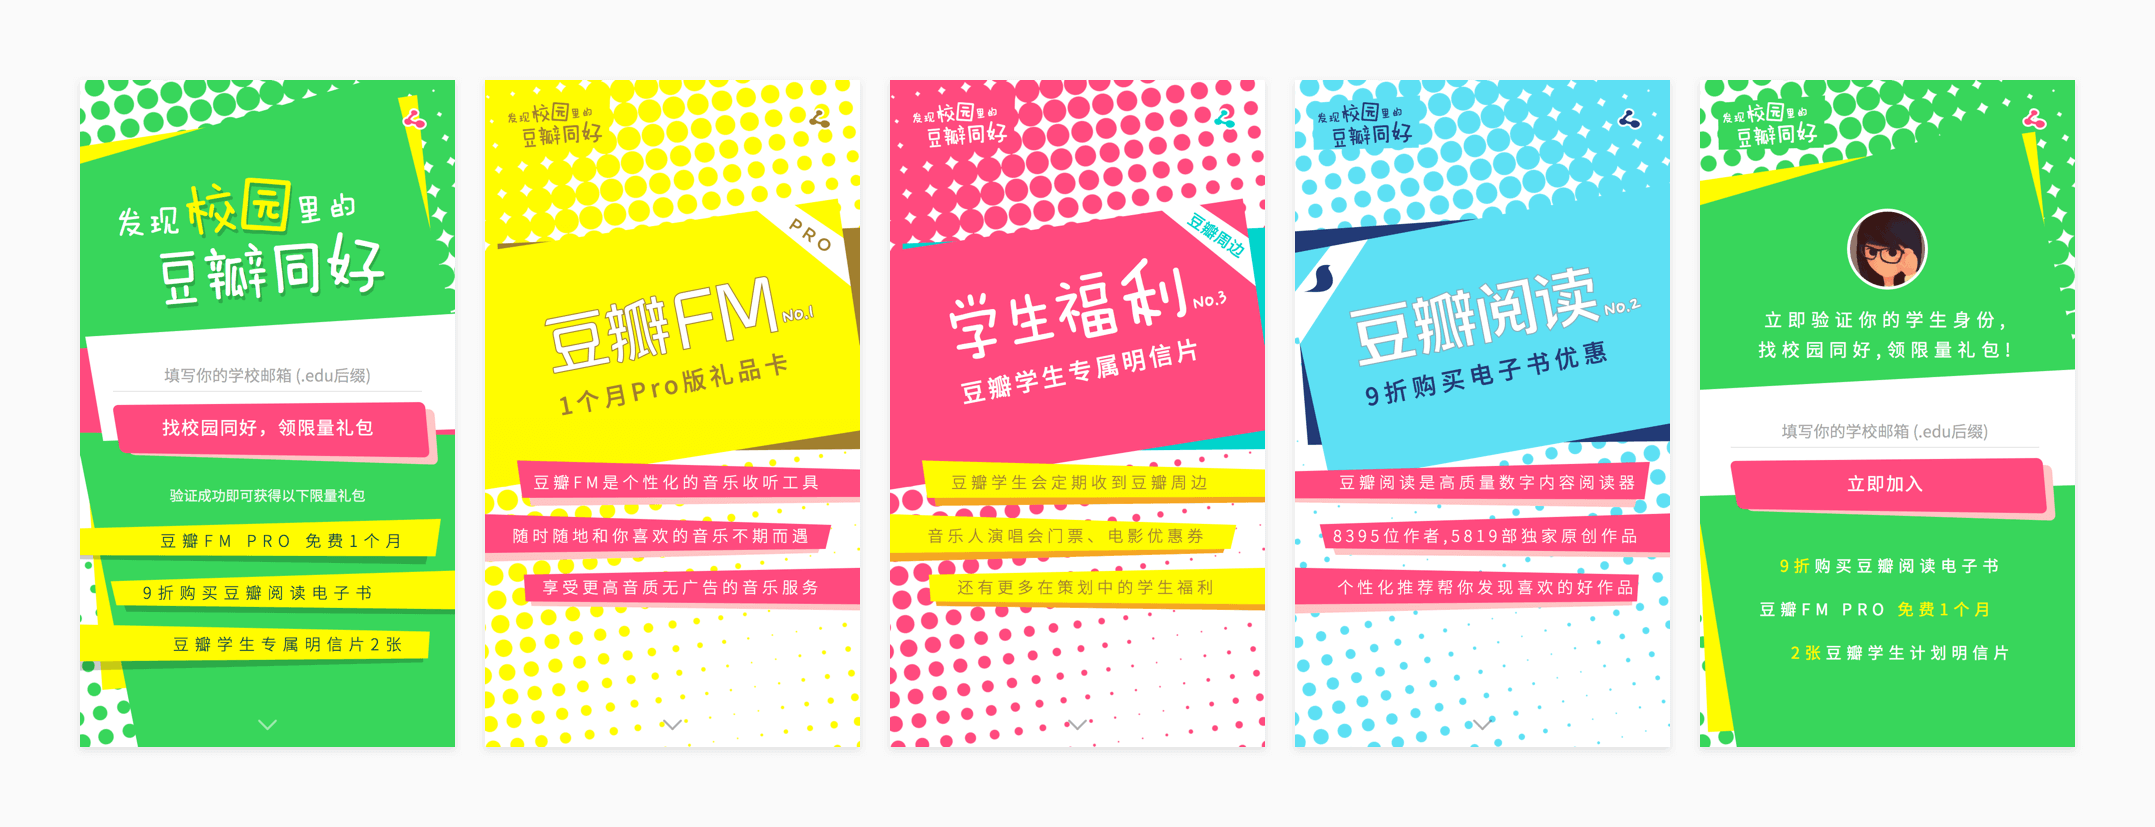 发现校园里的
豆瓣同好
填写你的学校邮箱 (.edu后缀)
找校园同好，领限量礼包
验证成功即可获得以下限量礼包
豆瓣FM PRO 免费1个月
9折购买豆瓣阅读电子书
豆瓣学生专属明信片2张
发现校园里的
豆瓣同好
PRO
豆瓣FM No.1
1个月Pro版礼品卡
豆瓣FM是个性化的音乐收听工具
随时随地和你喜欢的音乐不期而遇
享受更高音质无广告的音乐服务
发现校园里的
豆瓣同好
豆瓣周边
学生福利 No.3
豆瓣学生专属明信片
豆瓣学生会定期收到豆瓣周边
音乐人演唱会门票、电影优惠券
还有更多在策划中的学生福利
发现校园里的
豆瓣同好
豆瓣阅读 No.2
9折购买电子书优惠
豆瓣阅读是高质量数字内容阅读器
8395位作者,5819部独家原创作品
个性化推荐帮你发现喜欢的好作品
发现校园里的
豆瓣同好
立即验证你的学生身份,
找校园同好,领限量礼包!
填写你的学校邮箱 (.edu后缀)
立即加入
9折购买豆瓣阅读电子书
豆瓣FM PRO 免费1个月
2张豆瓣学生计划明信片